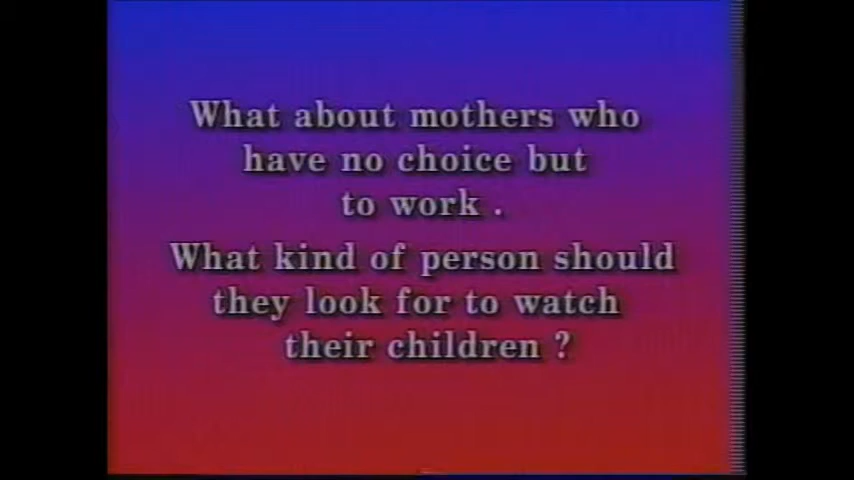 What about mothers who
have no choice but
to work .
What kind of person should
they look for to watch
their children ?